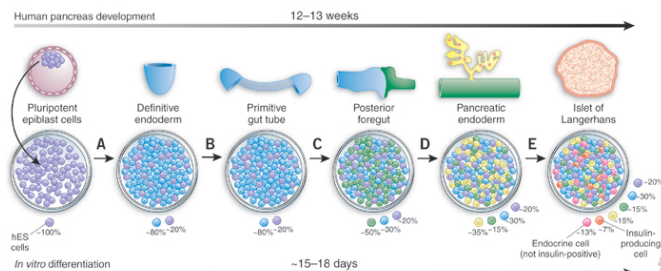 Human pancreas development
12–13 weeks
Pluripotent
epiblast cells
Definitive
endoderm
Primitive
gut tube
Posterior
foregut
Pancreatic
endoderm
Islet of
Langerhans
A
B
C
D
E
hES
cells
~100%
~80%
~20%
~80%
~20%
~50%
~30%
~20%
~35%
~15%
~30%
~20%
~20%
~30%
~15%
~15%
~13%
~7%
Endocrine cell
(not insulin-positive)
Insulin-
producing
cell
In vitro differentiation
~15–18 days